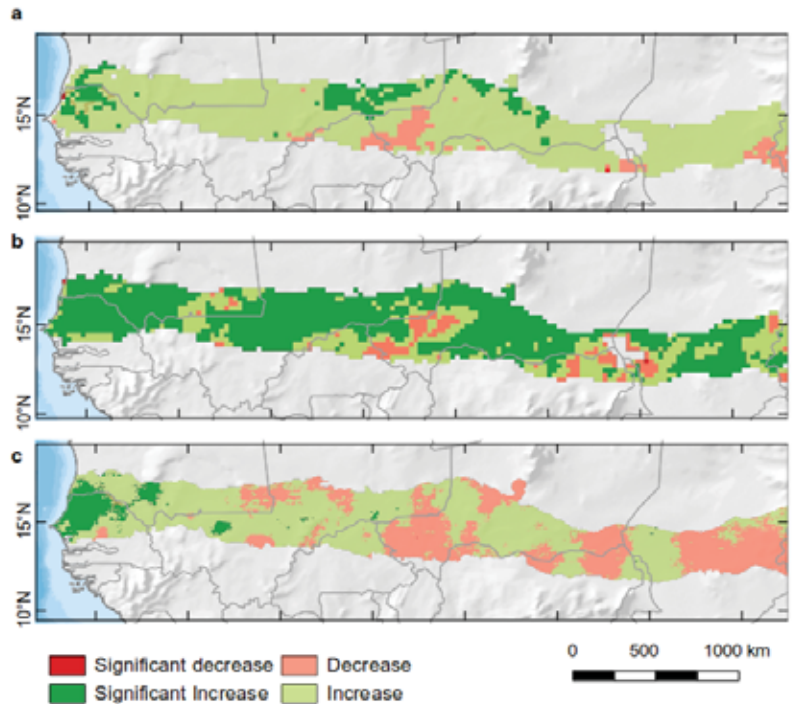 a
15°N
10°N
b
15°N
10°N
c
15°N
10°N
Significant decrease
Decrease
Significant Increase
Increase
0 500 1000 km